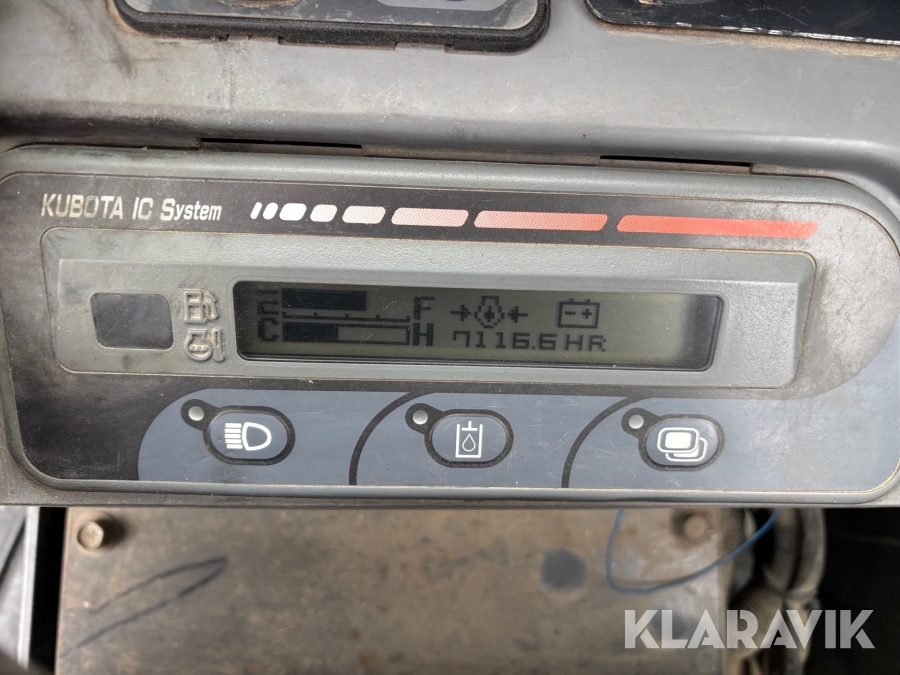 KUBOTA IC System
E F
C H 7116.6 HR
KLARAVIK